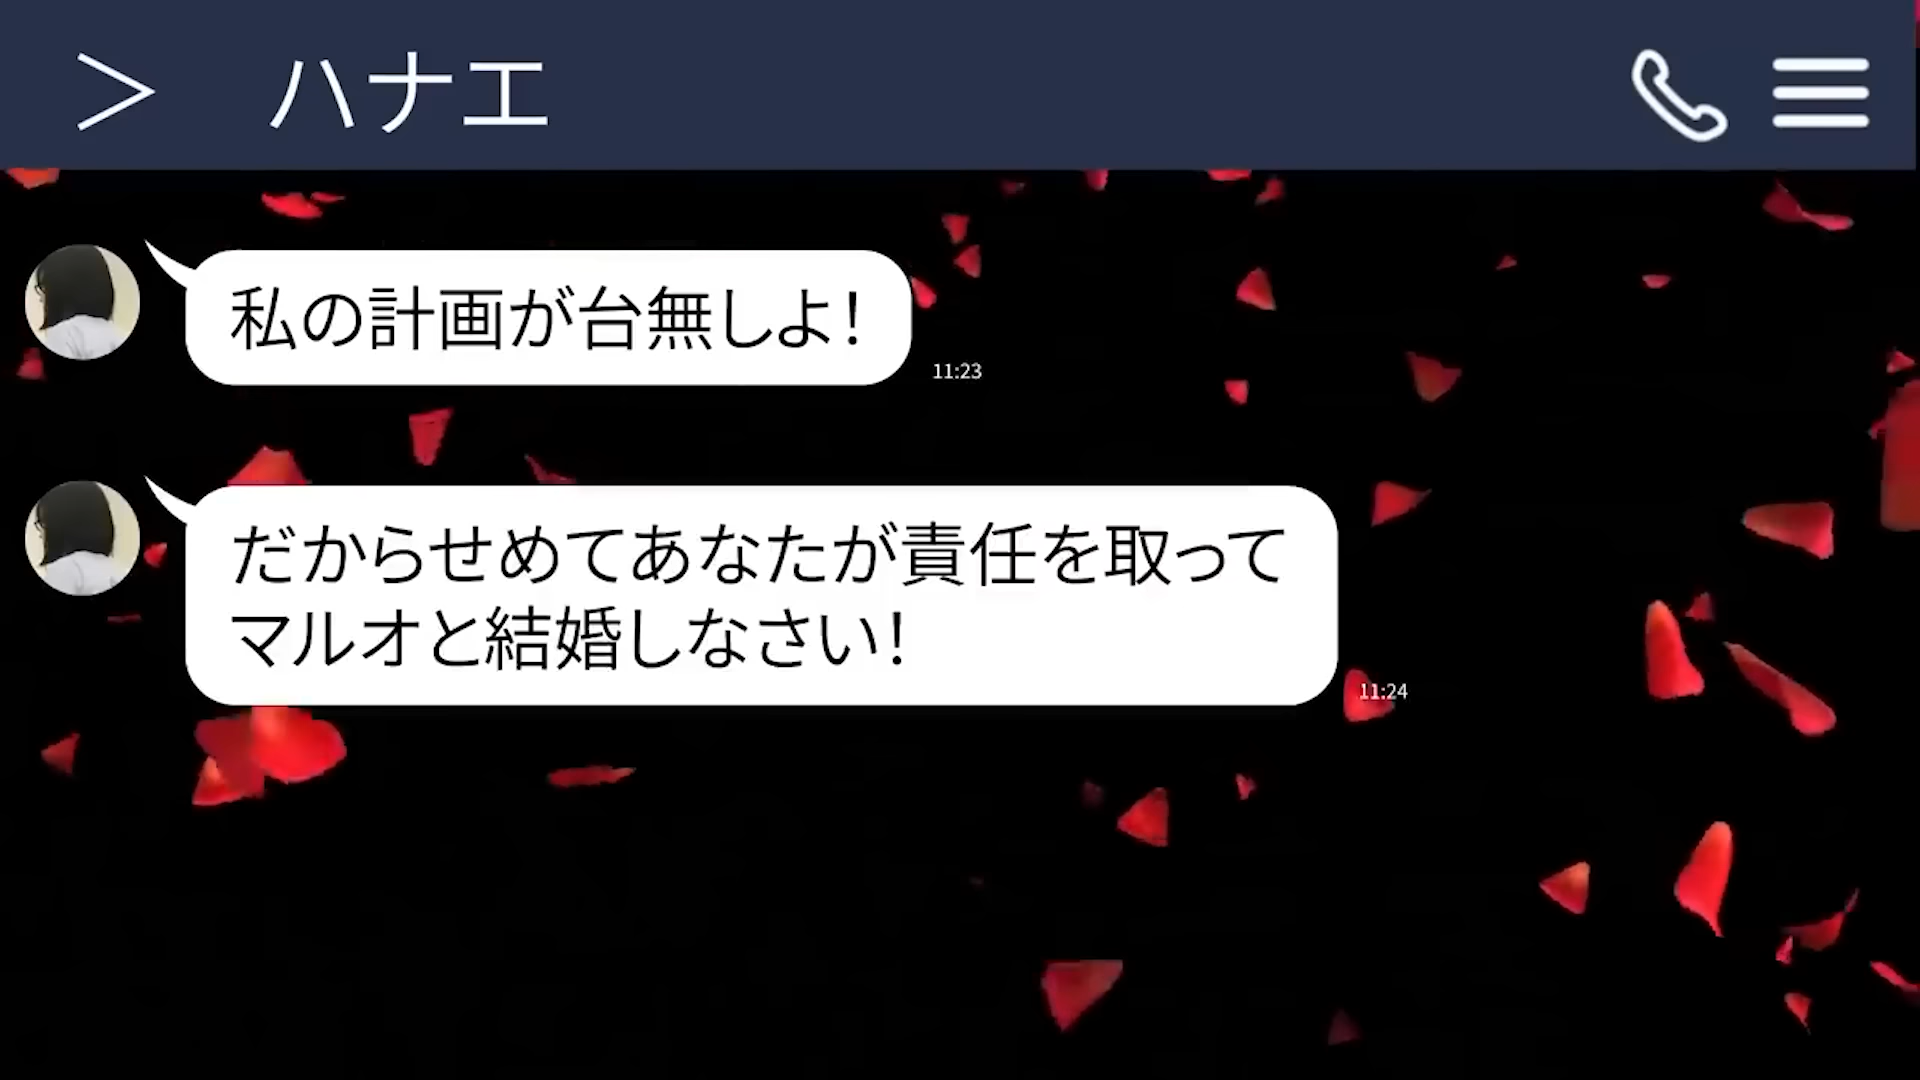 ＞ ハナエ
私の計画が台無しよ！
11:23
だからせめてあなたが責任を取って
マルオと結婚しなさい！
11:24